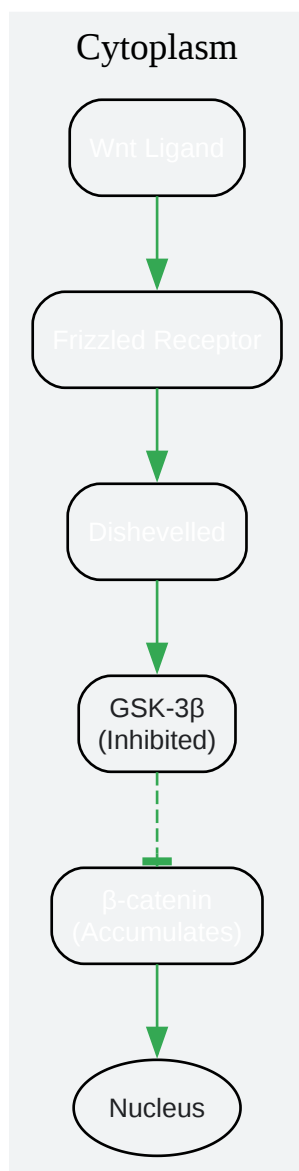 Cytoplasm
Wnt Ligand
Frizzled Receptor
Dishevelled
GSK-3β
(Inhibited)
β-catenin
(Accumulates)
Nucleus